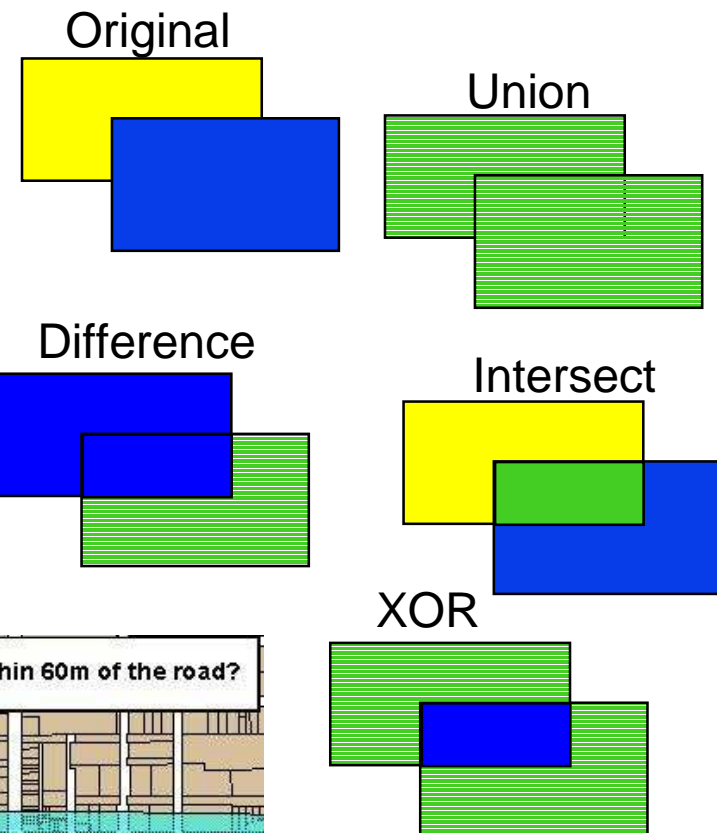 Original
Union
Difference
Intersect
XOR
hin 60m of the road?